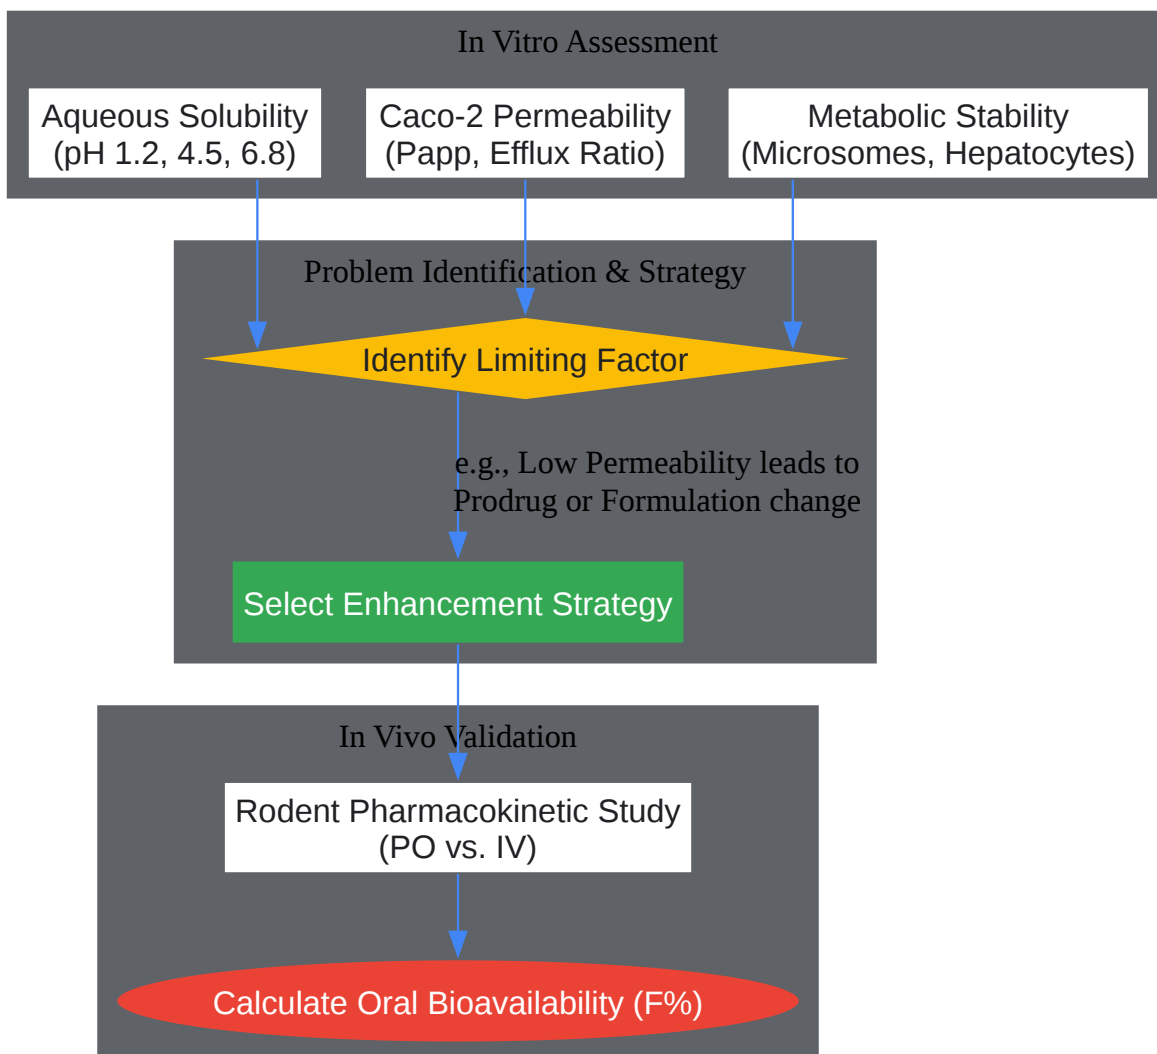 In Vitro Assessment
Aqueous Solubility
(pH 1.2, 4.5, 6.8)
Caco-2 Permeability
(Papp, Efflux Ratio)
Metabolic Stability
(Microsomes, Hepatocytes)
Problem Identification & Strategy
Identify Limiting Factor
e.g., Low Permeability leads to
Prodrug or Formulation change
Select Enhancement Strategy
In Vivo Validation
Rodent Pharmacokinetic Study
(PO vs. IV)
Calculate Oral Bioavailability (F%)